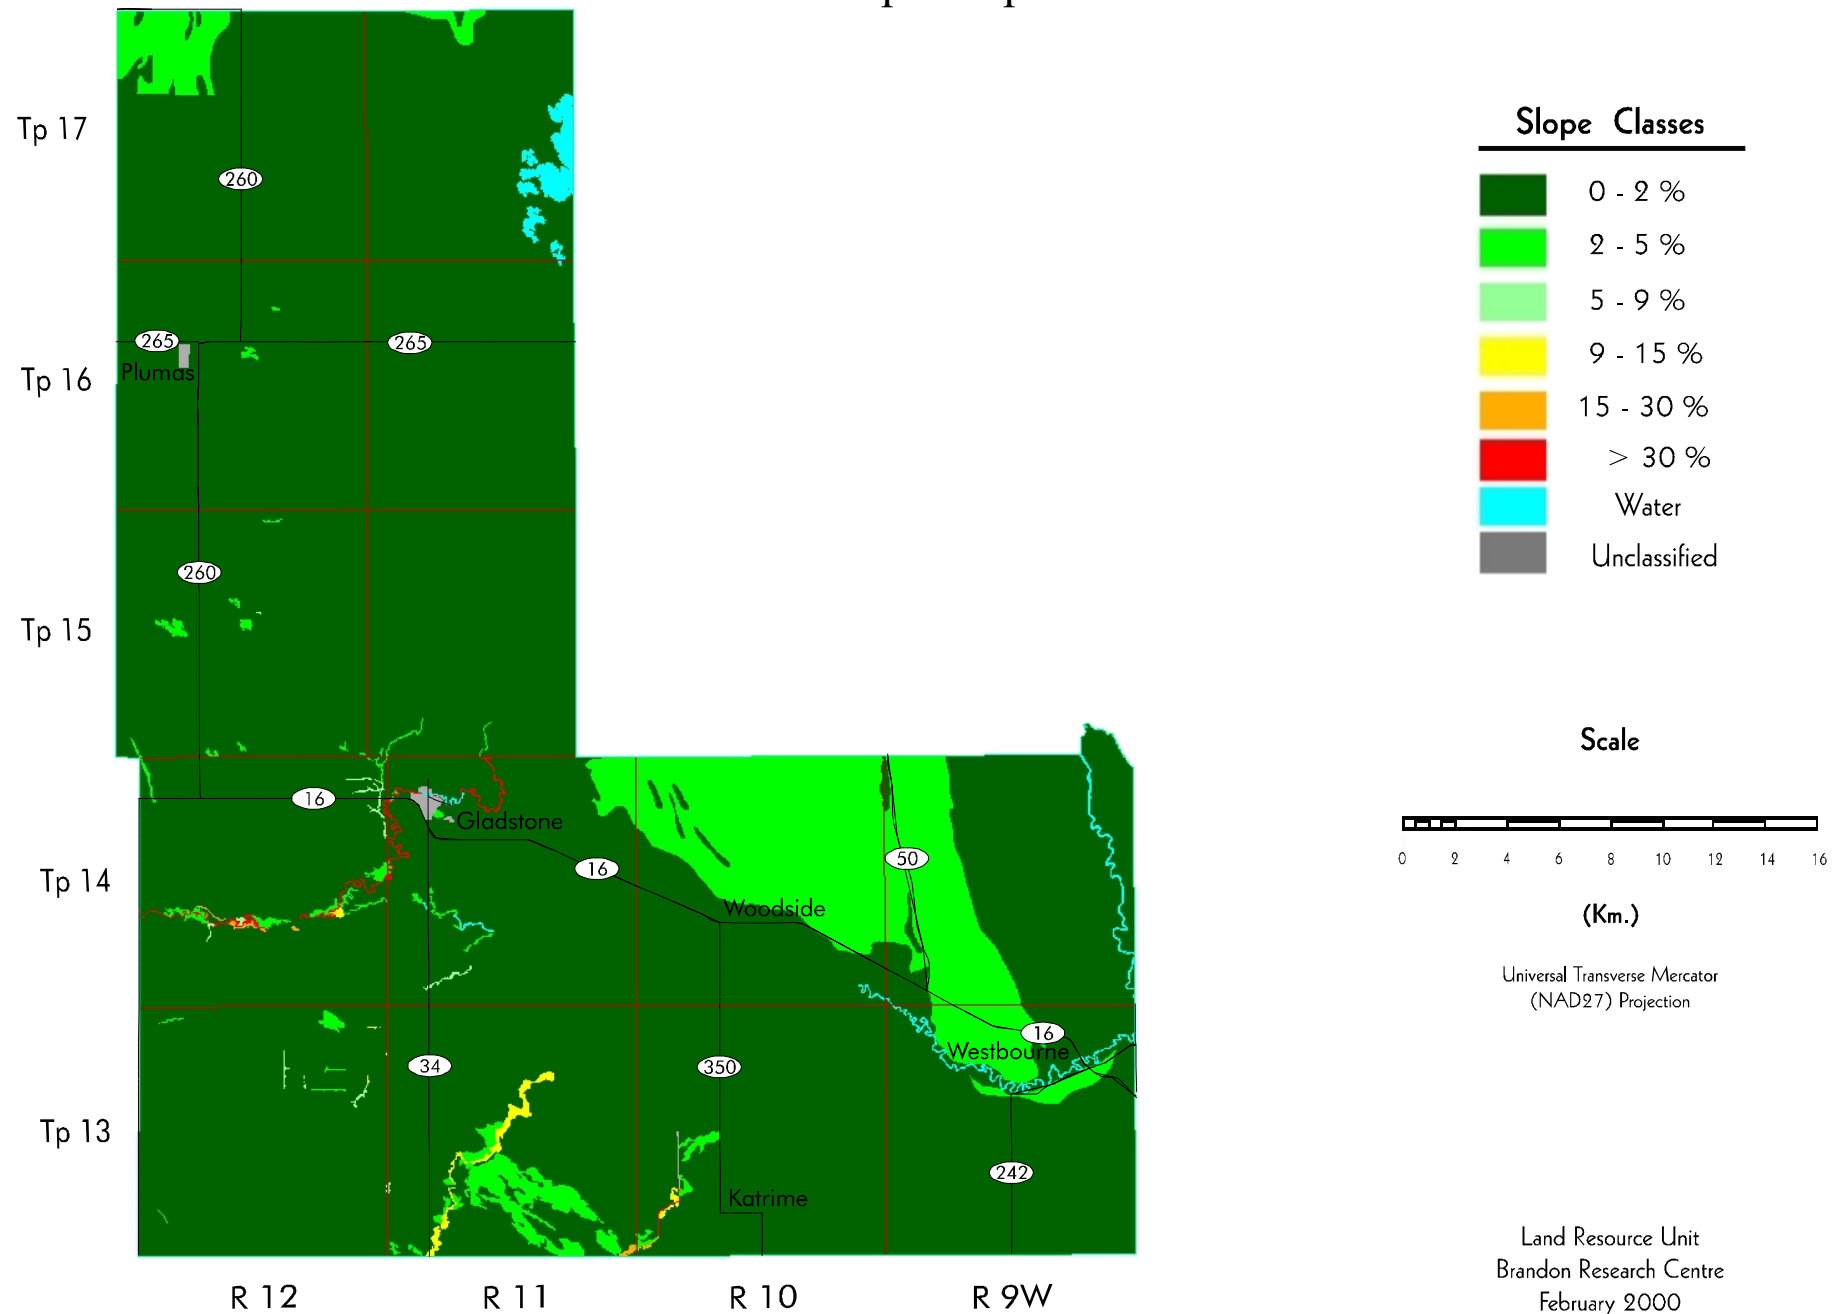 Tp 17
Tp 16
Tp 15
Tp 14
Tp 13
260
265
265
Plumas
260
16
Gladstone
16
50
Woodside
16
Westbourne
34
350
242
Katrime
R 12
R 11
R 10
R 9W
Slope Classes
0 - 2 %
2 - 5 %
5 - 9 %
9 - 15 %
15 - 30 %
> 30 %
Water
Unclassified
Scale
0 2 4 6 8 10 12 14 16
(Km.)
Universal Transverse Mercator
(NAD27) Projection
Land Resource Unit
Brandon Research Centre
February 2000